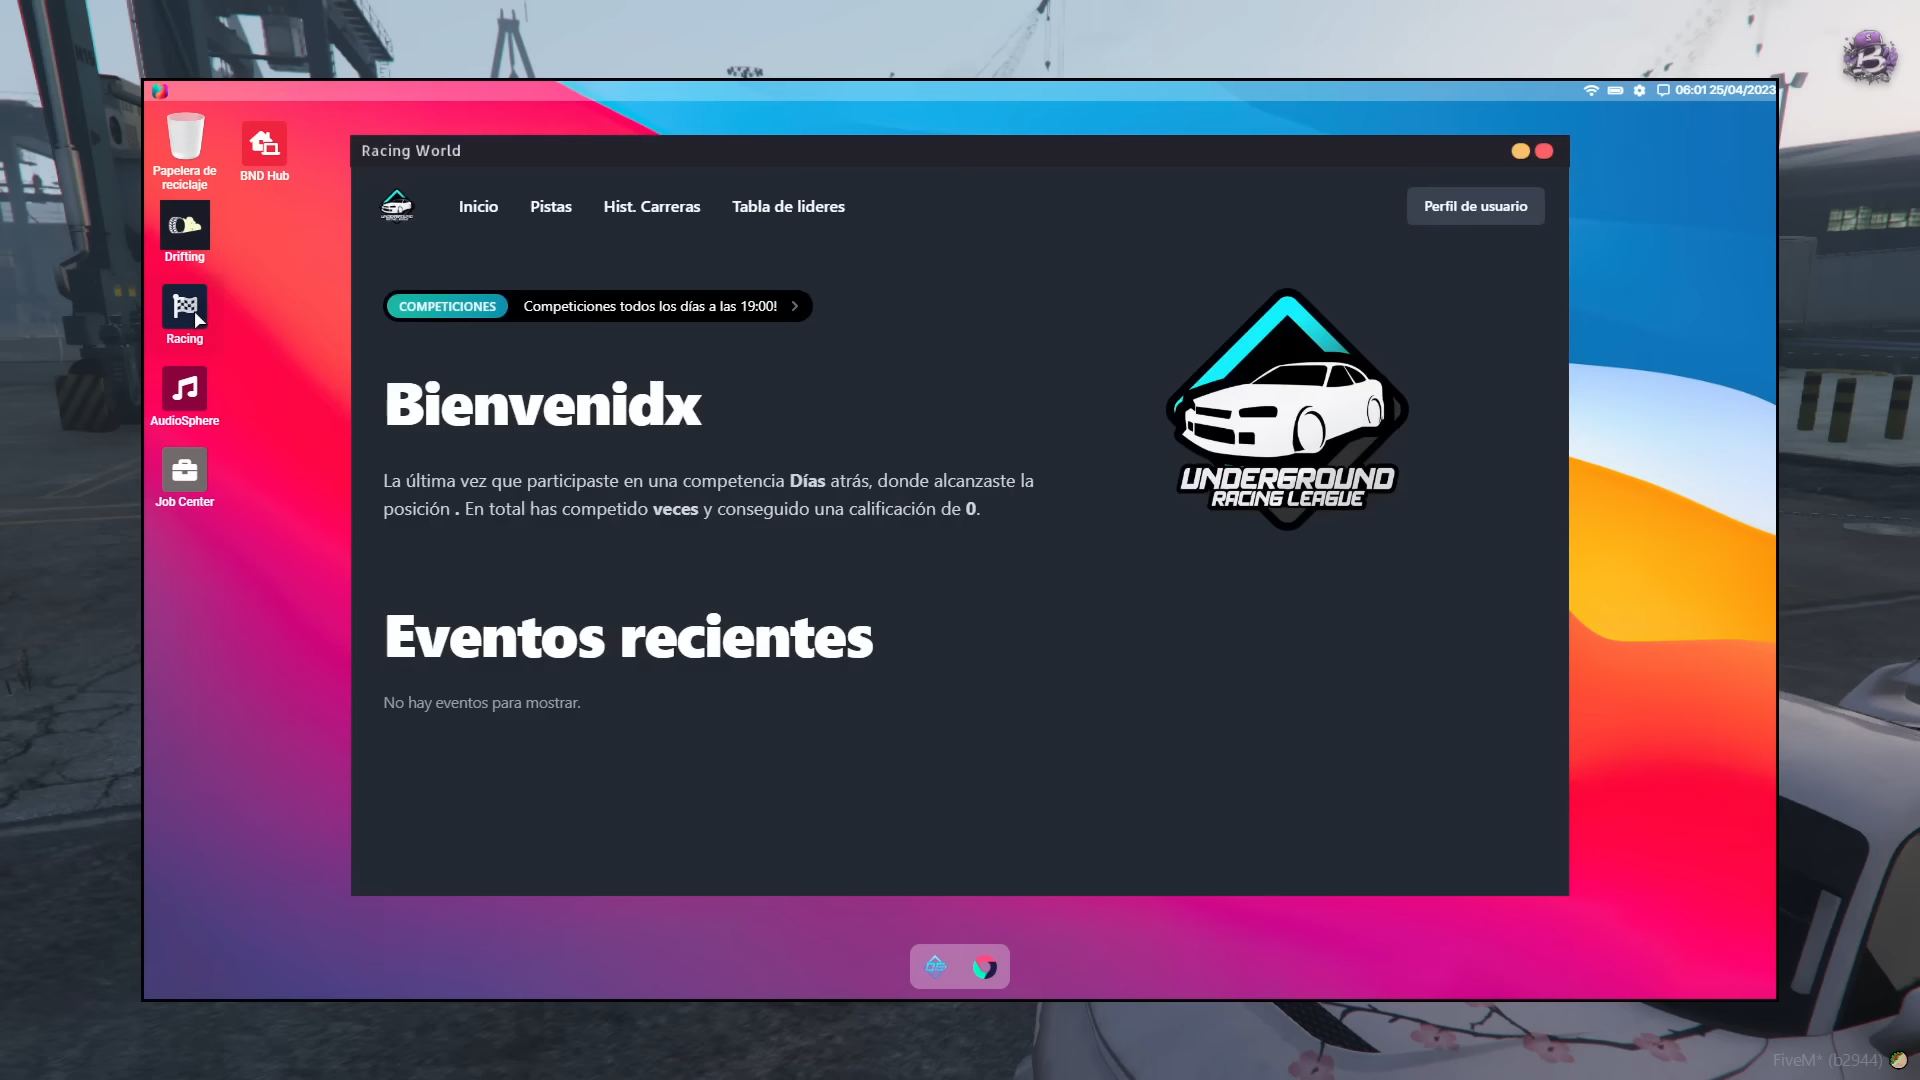 06:01 25/04/2023
Papelera de
reciclaje
BND Hub
Drifting
Racing
AudioSphere
Job Center
Racing World
Inicio
Pistas
Hist. Carreras
Tabla de lideres
Perfil de usuario
COMPETICIONES
Competiciones todos los días a las 19:00!
Bienvenidx
La última vez que participaste en una competencia Días atrás, donde alcanzaste la
posición . En total has competido veces y conseguido una calificación de 0.
UNDERGROUND
RACING LEAGUE
Eventos recientes
No hay eventos para mostrar.
FiveM* (b2944)